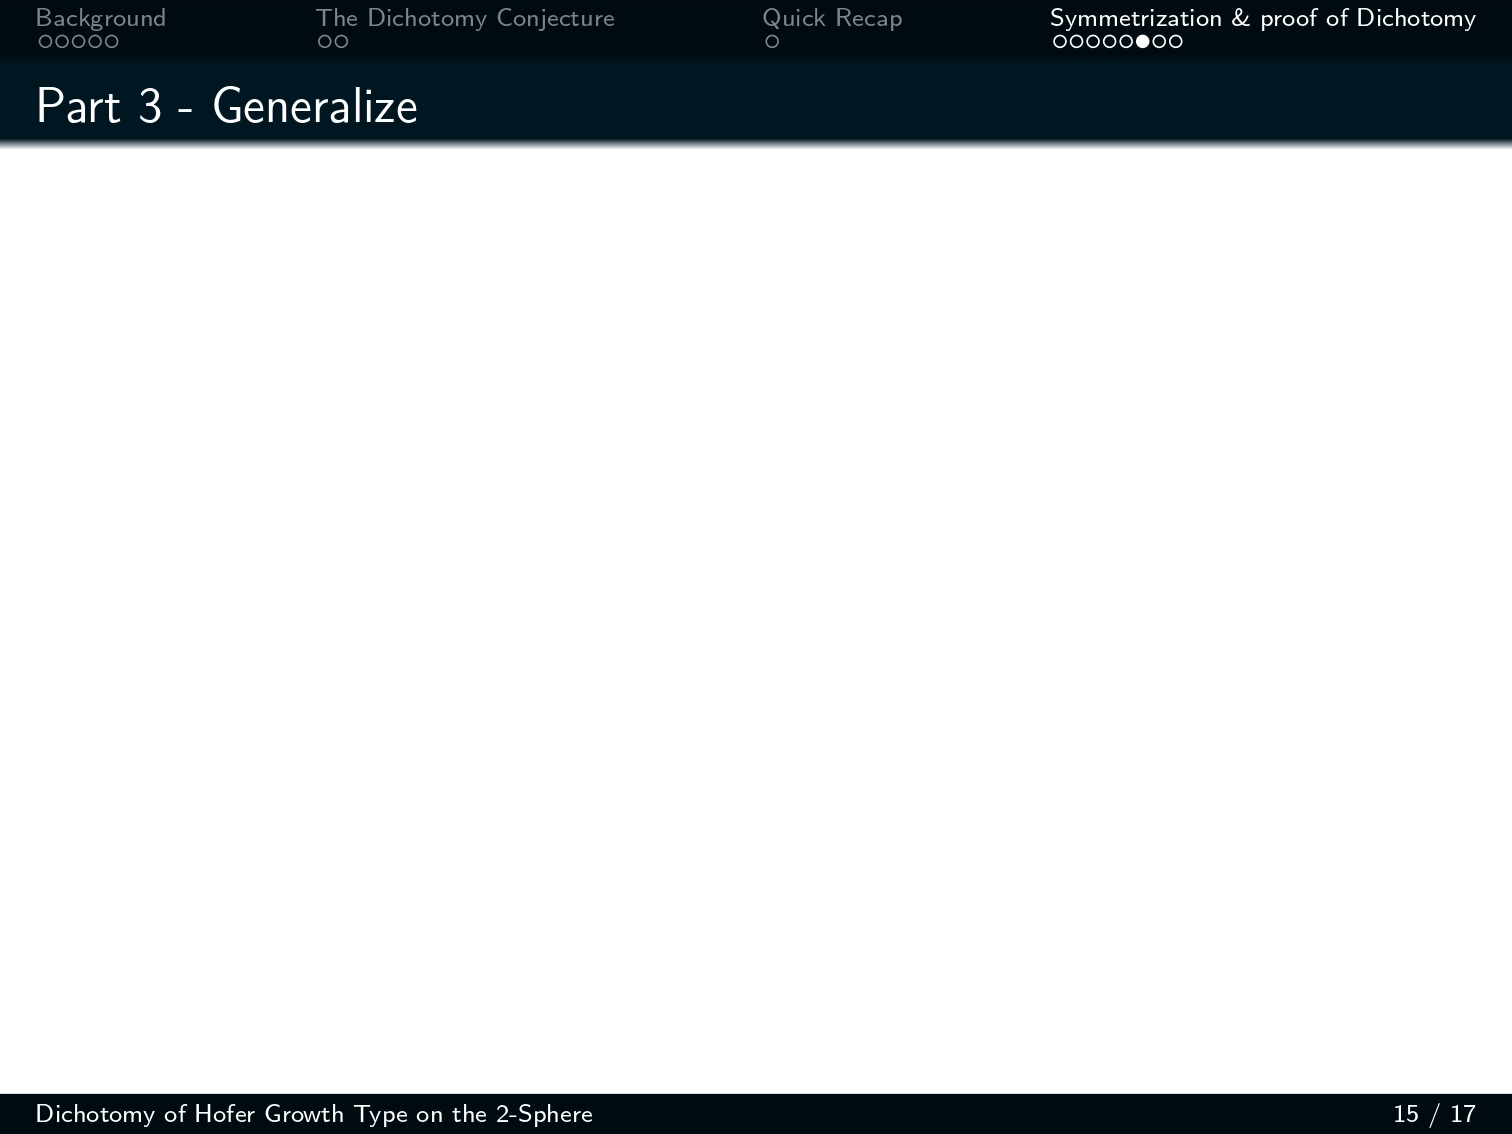 Background The Dichotomy Conjecture Quick Recap Symmetrization & proof of Dichotomy
Part 3 - Generalize
Dichotomy of Hofer Growth Type on the 2-Sphere 15 / 17